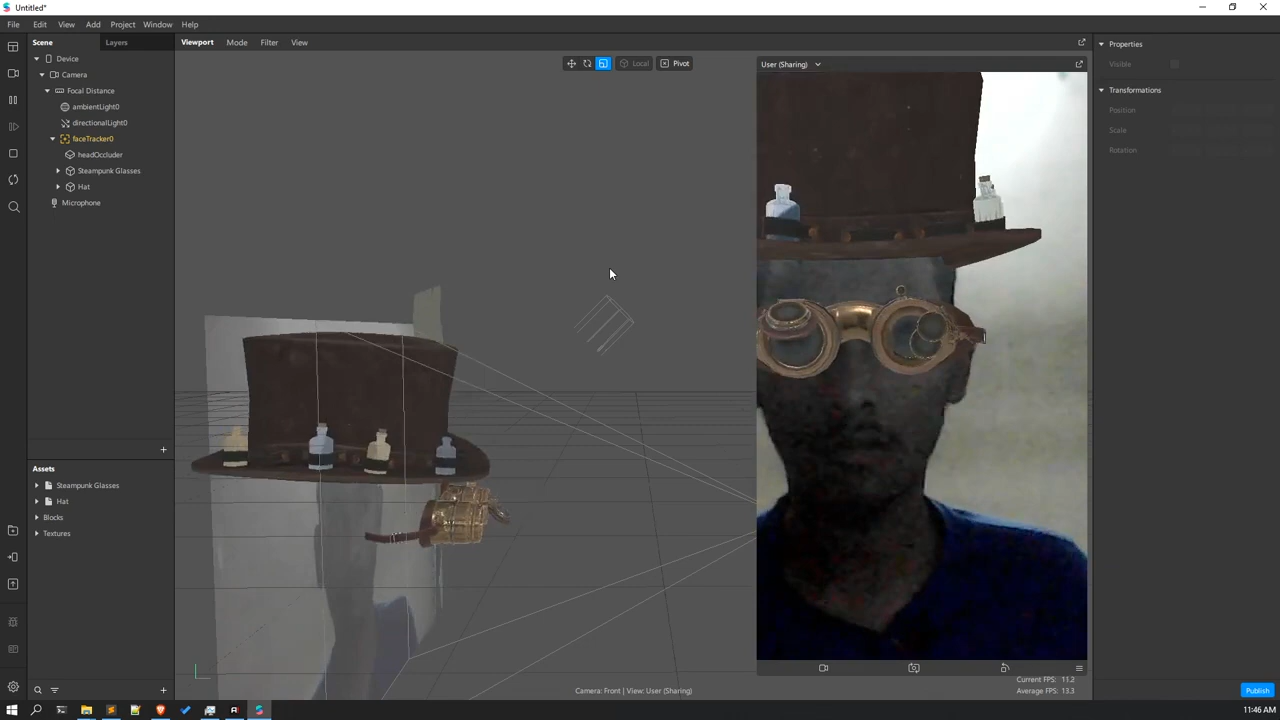 Untitled*
File Edit View Add Project Window Help
Scene Layers
Viewport Mode Filter View
Properties
Device
Local Pivot
User (Sharing)
Visible
Camera
Focal Distance
Transformations
ambientLight0
Position
directionalLight0
Scale
faceTracker0
Rotation
headOccluder
Steampunk Glasses
Hat
Microphone
Assets
Steampunk Glasses
Hat
Blocks
Textures
Current FPS: 11.2
Camera: Front | View: User (Sharing)
Average FPS: 13.3
Publish
11:46 AM